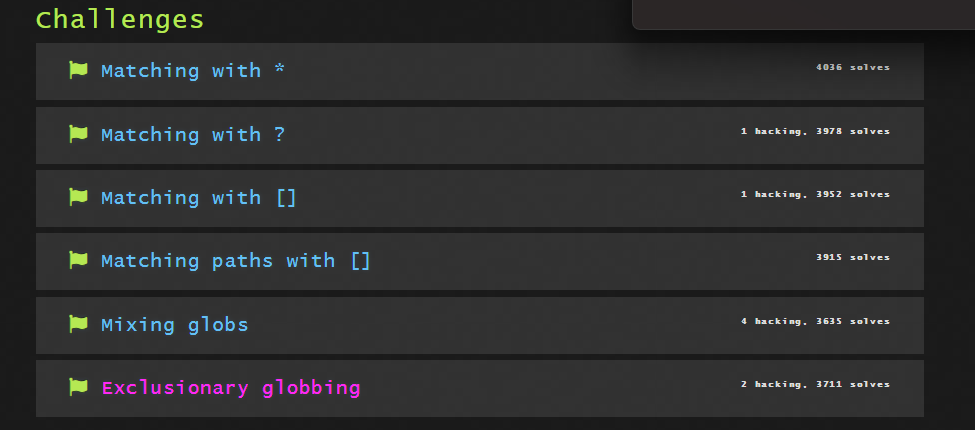 Challenges
Matching with * 4036 solves
Matching with ? 1 hacking, 3978 solves
Matching with [] 1 hacking, 3952 solves
Matching paths with [] 3915 solves
Mixing globs 4 hacking, 3635 solves
Exclusionary globbing 2 hacking, 3711 solves